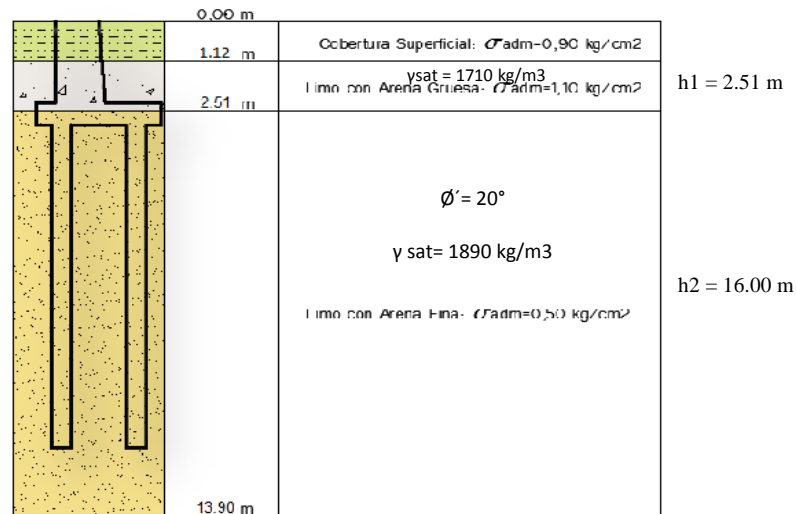 0,00 m
Cobertura Superficial: σadm=0,90 kg/cm2
1.12 m
γsat = 1710 kg/m3
Limo con Arena Gruesa- σadm=1,10 kg/cm2
h1 = 2.51 m
2.51 m
Ø´= 20°
γ sat= 1890 kg/m3
h2 = 16.00 m
Limo con Arena Fina- σadm=0,50 kg/cm2
13.90 m